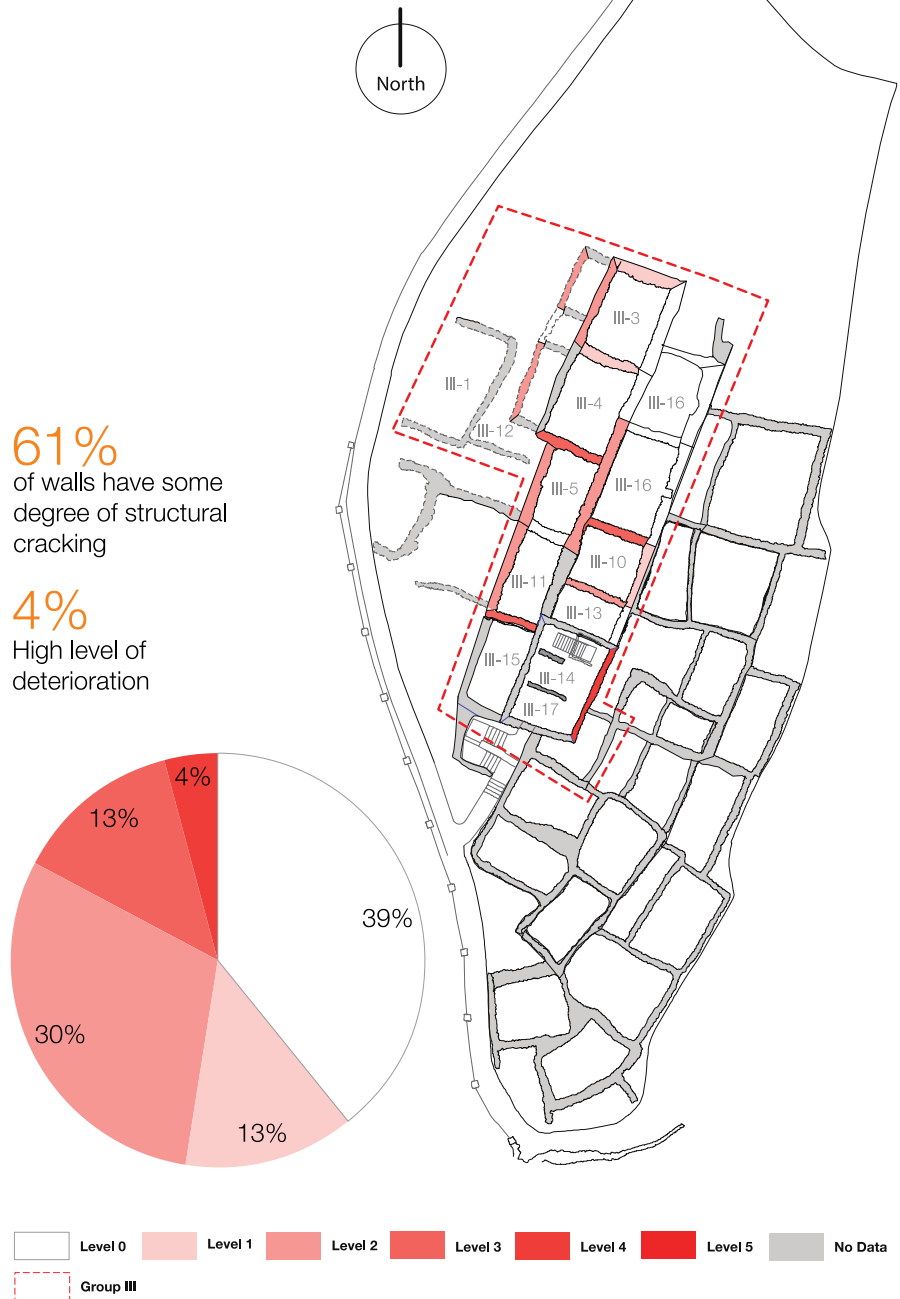 North
III-3
III-1
III-4
III-16
III-12
61%
of walls have some
degree of structural
cracking
III-5
III-16
III-10
III-11
4%
High level of
deterioration
III-13
III-15
III-14
III-17
4%
13%
39%
30%
13%
Level 0
Level 1
Level 2
Level 3
Level 4
Level 5
No Data
Group III